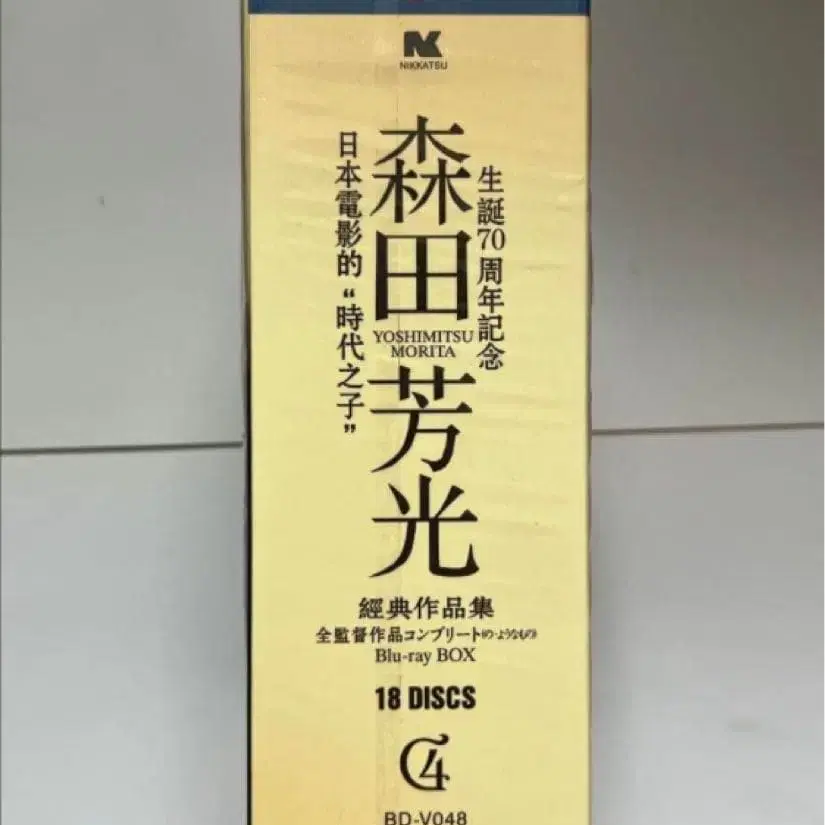 NIKKATSU
生誕70周年記念
森田芳光
YOSHIMITSU
MORITA
日本電影的“時代之子”
經典作品集
全監督作品コンプリートの・ようなもの
Blu-ray BOX
18 DISCS
C4
BD-V048